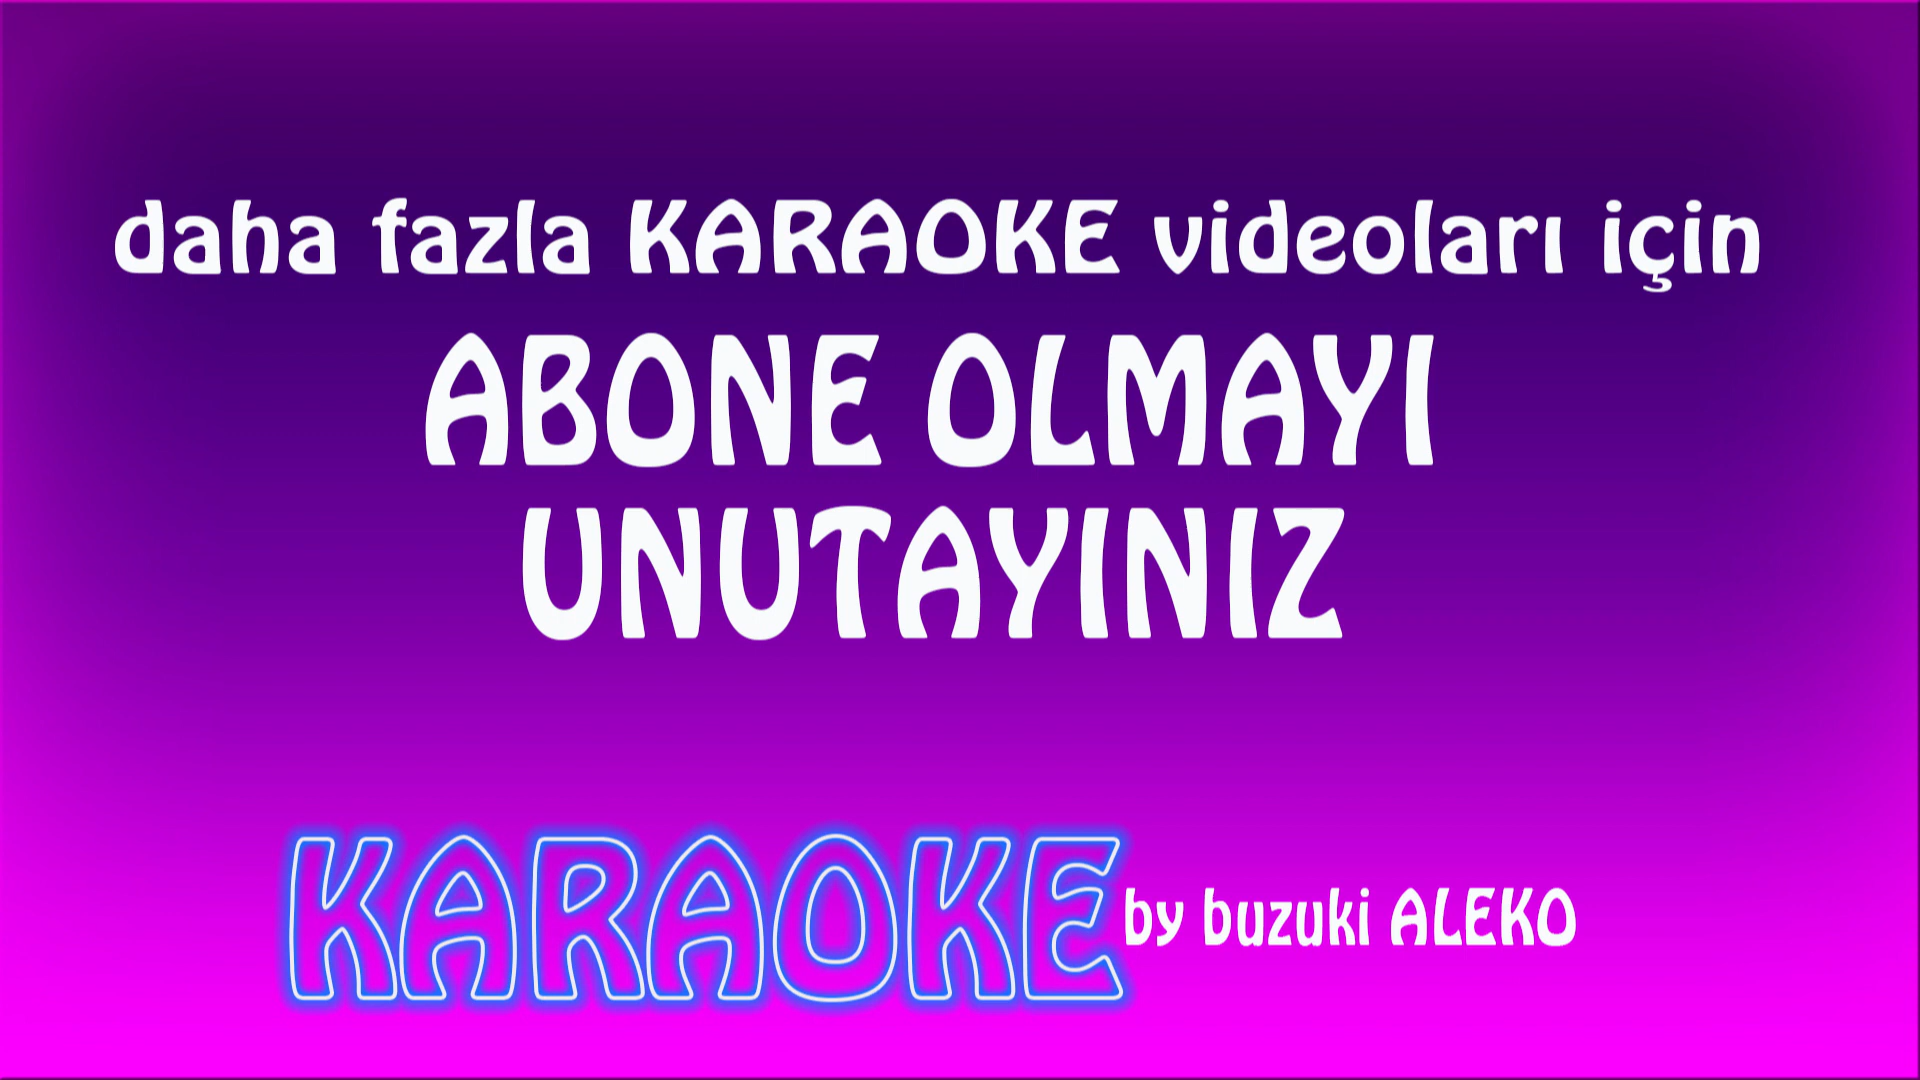 daha fazla KARAOKE videoları için
ABONE OLMAYI
UNUTAYINIZ
KARAOKE by buzuki ALEKO